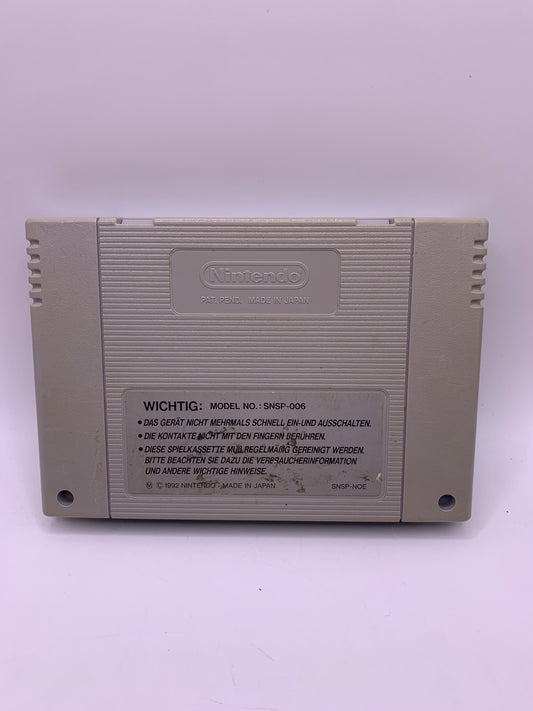 Nintendo
PAT. PEND. MADE IN JAPAN
WICHTIG: MODEL NO.: SNSP-006
• DAS GERÄT NICHT MEHRMALS SCHNELL EIN-UND AUSSCHALTEN.
• DIE KONTAKTE NICHT MIT DEN FINGERN BERÜHREN.
• DIESE SPIELKASSETTE MUß REGELMÄßIG GEREINIGT WERDEN.
BITTE BEACHTEN SIE DAZU DIE VERBRAUCHERINFORMATION
UND ANDERE WICHTIGE HINWEISE.
Ⓜ © 1992 NINTENDO MADE IN JAPAN SNSP-NOE